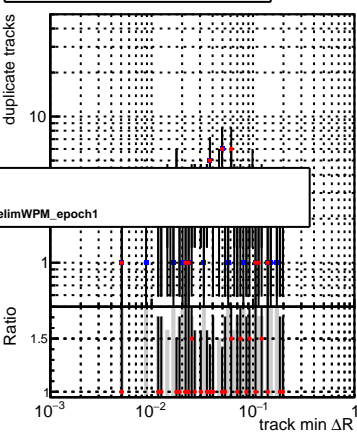 duplicate tracks
10
elimWPM_epoch1
1
Ratio
1.5
1
10⁻³ 10⁻² 10⁻¹ 1
track min ΔR